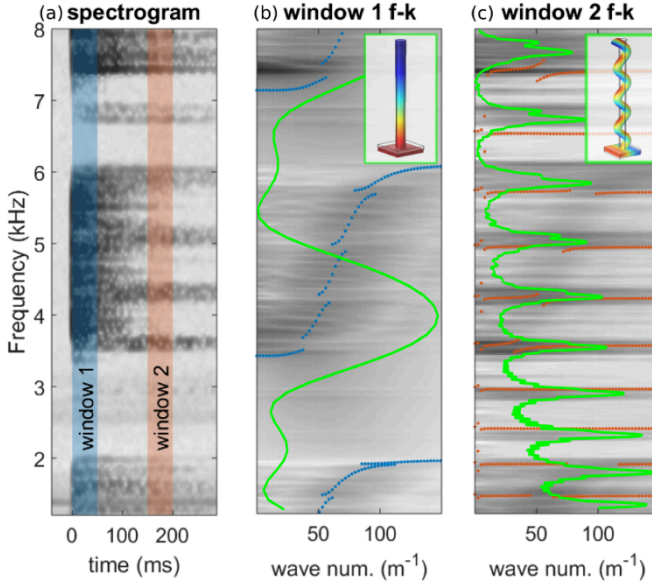 (a) spectrogram
(b) window 1 f-k
(c) window 2 f-k
Frequency (kHz)
8
7
6
5
4
3
2
window 1
window 2
0 100 200
time (ms)
50 100
wave num. (m⁻¹)
50 100
wave num. (m⁻¹)